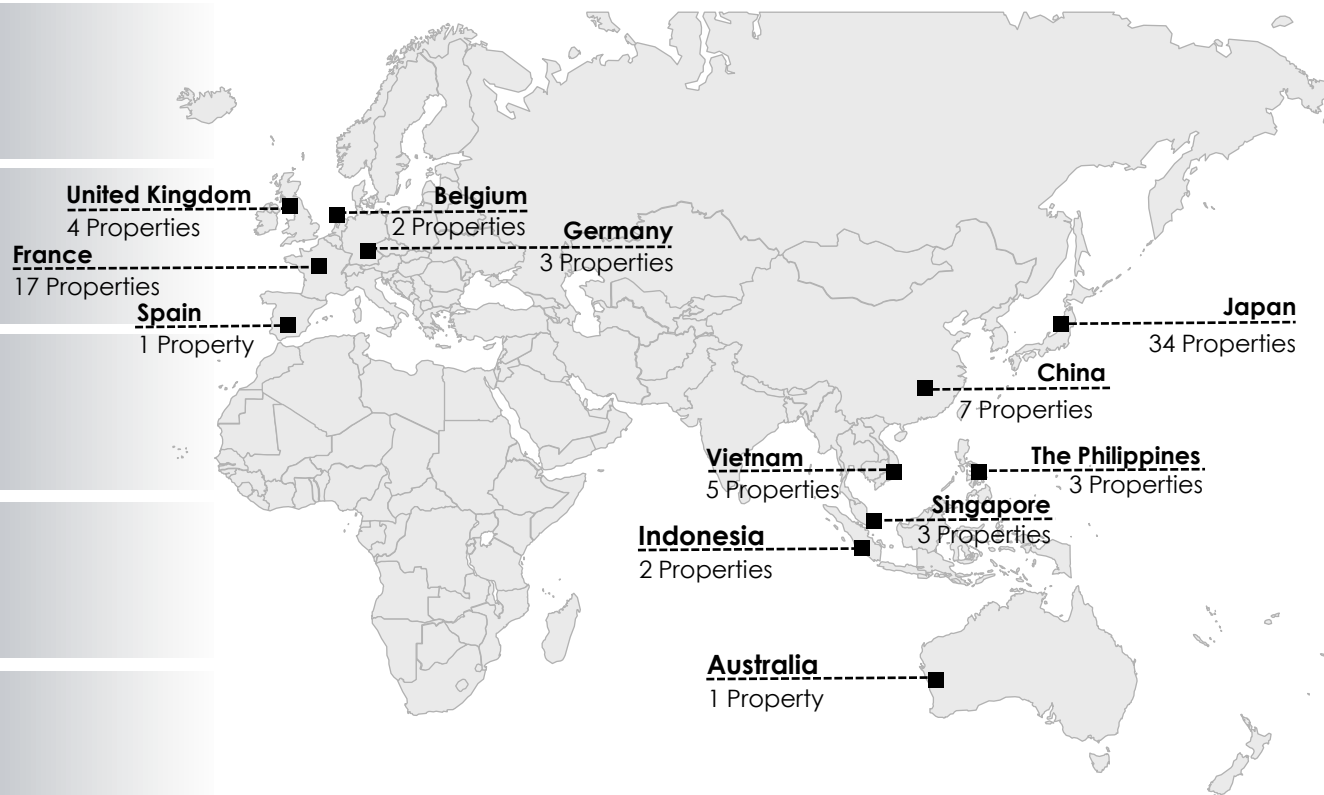 United Kingdom
4 Properties
Belgium
2 Properties
Germany
3 Properties
France
17 Properties
Spain
1 Property
Japan
34 Properties
China
7 Properties
Vietnam
5 Properties
The Philippines
3 Properties
Singapore
3 Properties
Indonesia
2 Properties
Australia
1 Property